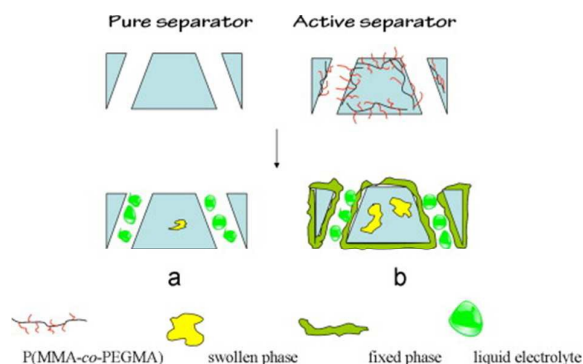 Pure separator Active separator
a b
P(MMA-co-PEGMA) swollen phase fixed phase liquid electrolyte